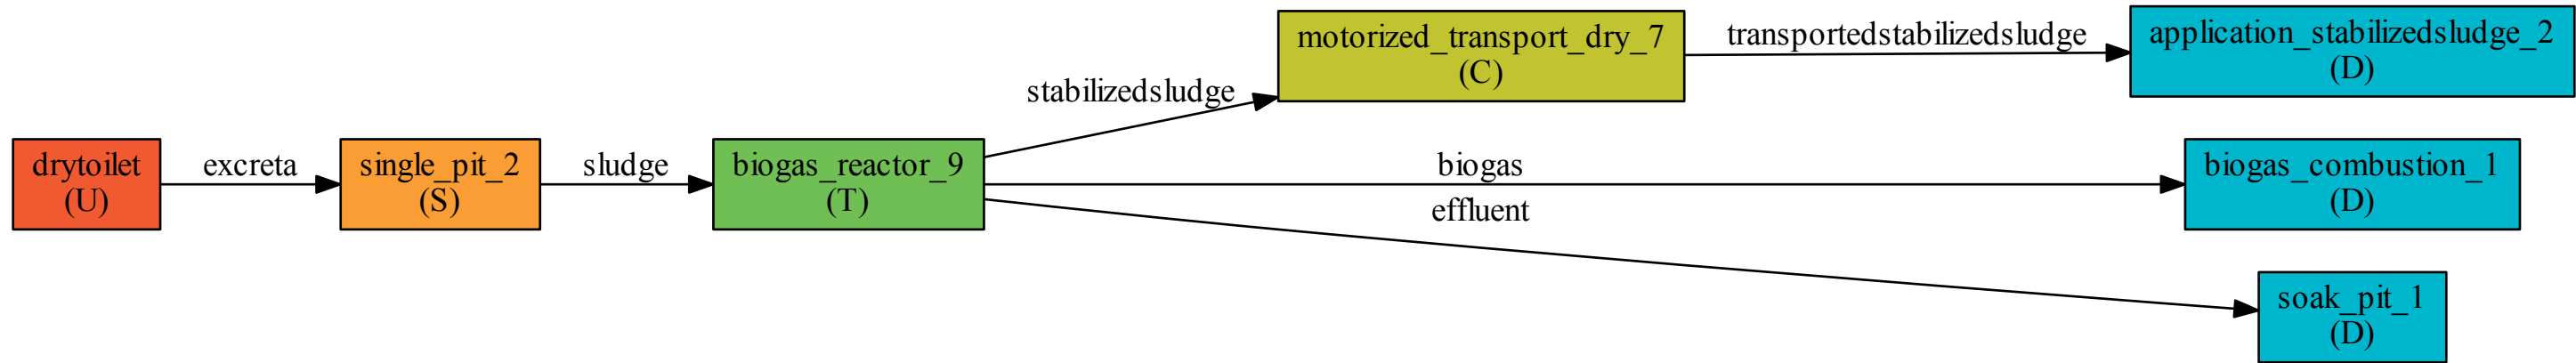 drytoilet
(U)
excreta
single_pit_2
(S)
sludge
biogas_reactor_9
(T)
stabilizedsludge
motorized_transport_dry_7
(C)
transportedstabilizedsludge
application_stabilizedsludge_2
(D)
biogas
biogas_combustion_1
(D)
effluent
soak_pit_1
(D)